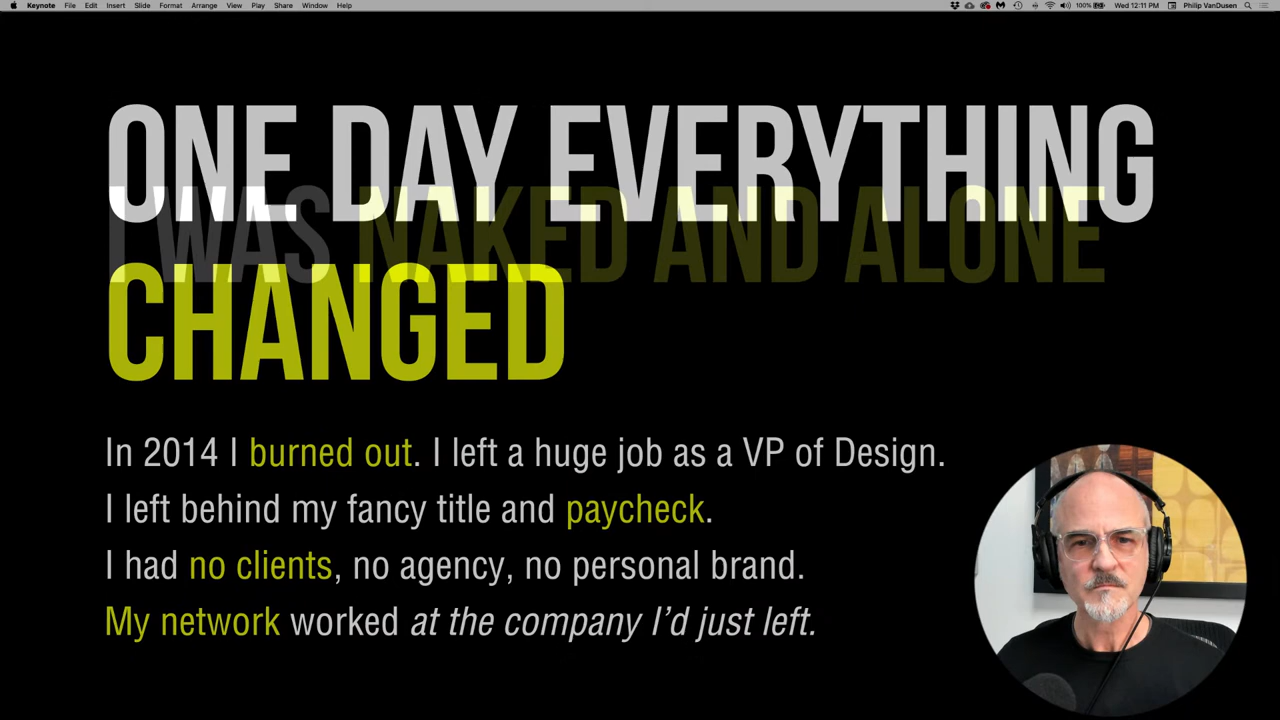 Keynote File Edit Insert Slide Format Arrange View Play Share Window Help 100% Wed 12:11 PM Philip VanDusen
ONE DAY EVERYTHING
I WAS NAKED AND ALONE
CHANGED
In 2014 I burned out. I left a huge job as a VP of Design.
I left behind my fancy title and paycheck.
I had no clients, no agency, no personal brand.
My network worked at the company I’d just left.